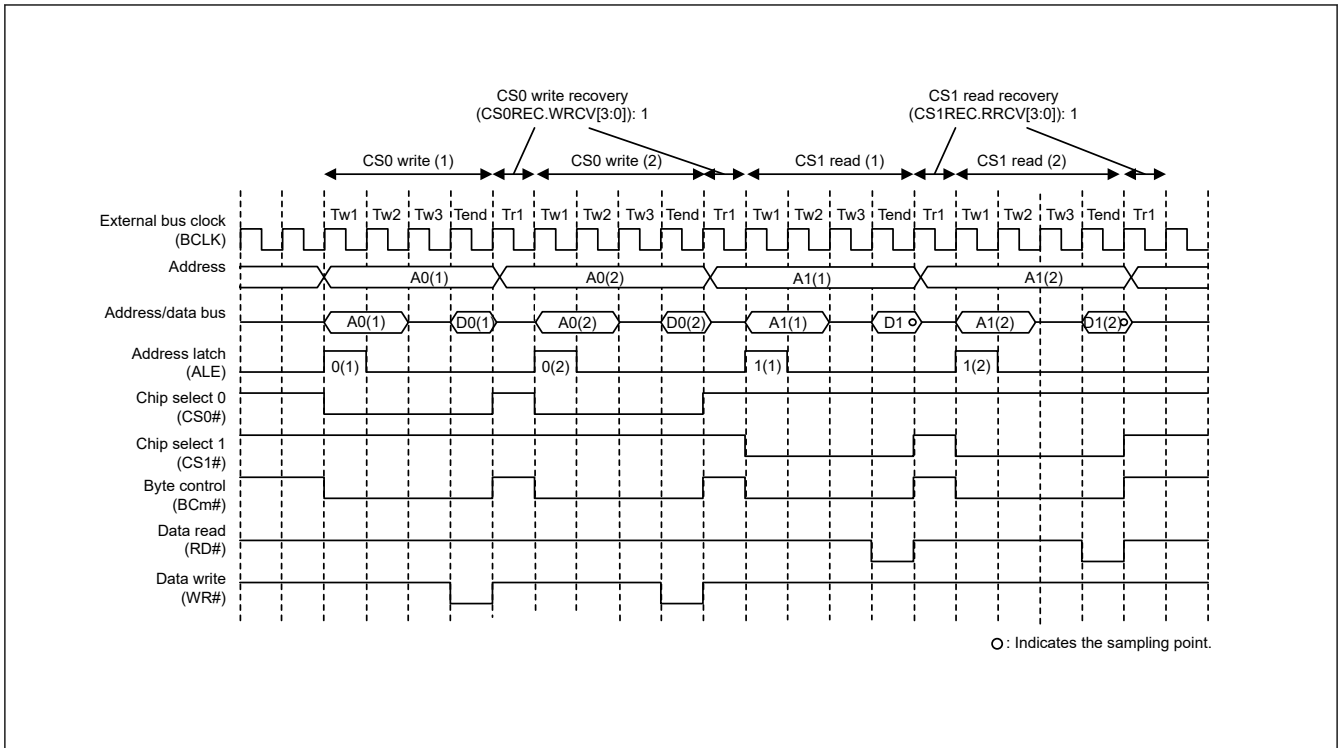 CS0 write recovery
(CS0REC.WRCV[3:0]): 1
CS1 read recovery
(CS1REC.RRCV[3:0]): 1
CS0 write (1)
CS0 write (2)
CS1 read (1)
CS1 read (2)
Tw1 Tw2 Tw3 Tend Tr1 Tw1 Tw2 Tw3 Tend Tr1 Tw1 Tw2 Tw3 Tend Tr1 Tw1 Tw2 Tw3 Tend Tr1
External bus clock
(BCLK)
Address
A0(1) A0(2) A1(1) A1(2)
Address/data bus
A0(1) D0(1) A0(2) D0(2) A1(1) D1 A1(2) D1(2)
Address latch
(ALE)
0(1) 0(2) 1(1) 1(2)
Chip select 0
(CS0#)
Chip select 1
(CS1#)
Byte control
(BCm#)
Data read
(RD#)
Data write
(WR#)
: Indicates the sampling point.